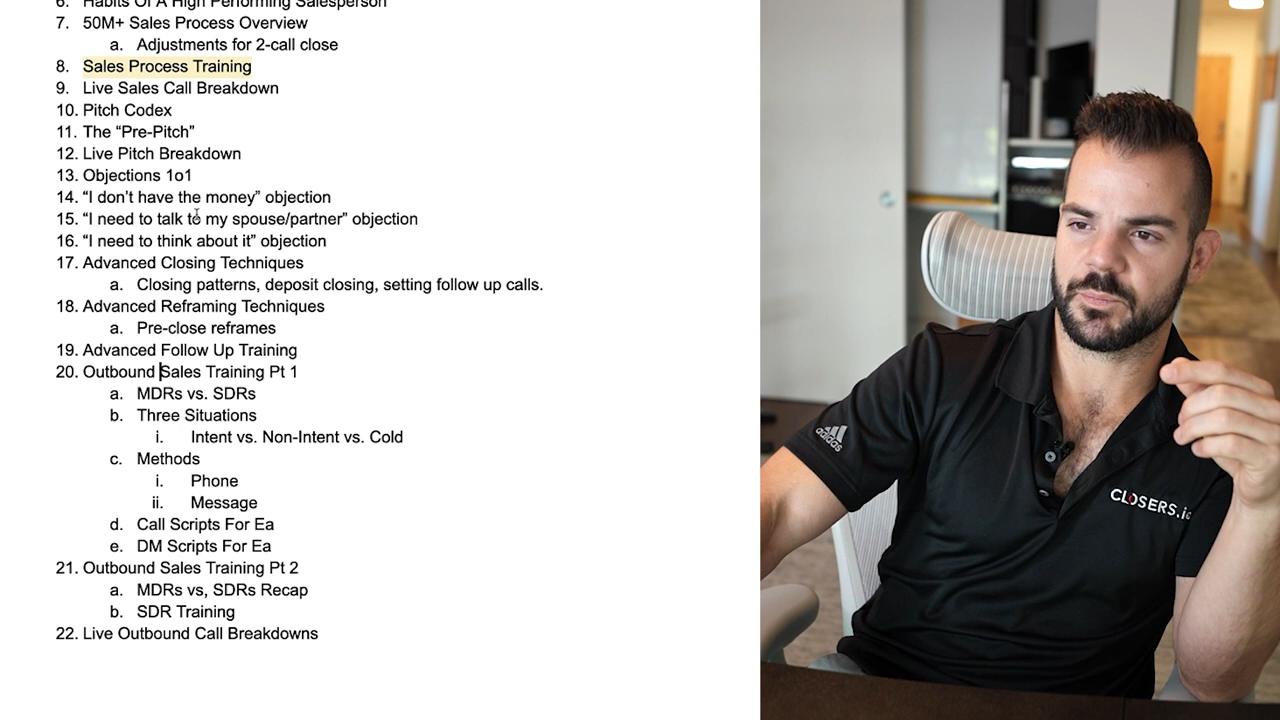 6. Habits Of A High Performing Salesperson
7. 50M+ Sales Process Overview
a. Adjustments for 2-call close
8. Sales Process Training
9. Live Sales Call Breakdown
10. Pitch Codex
11. The “Pre-Pitch”
12. Live Pitch Breakdown
13. Objections 1o1
14. “I don’t have the money” objection
15. “I need to talk to my spouse/partner” objection
16. “I need to think about it” objection
17. Advanced Closing Techniques
a. Closing patterns, deposit closing, setting follow up calls.
18. Advanced Reframing Techniques
a. Pre-close reframes
19. Advanced Follow Up Training
20. Outbound Sales Training Pt 1
a. MDRs vs. SDRs
b. Three Situations
i. Intent vs. Non-Intent vs. Cold
c. Methods
i. Phone
ii. Message
d. Call Scripts For Ea
e. DM Scripts For Ea
21. Outbound Sales Training Pt 2
a. MDRs vs, SDRs Recap
b. SDR Training
22. Live Outbound Call Breakdowns
adidas
CLOSERS.io